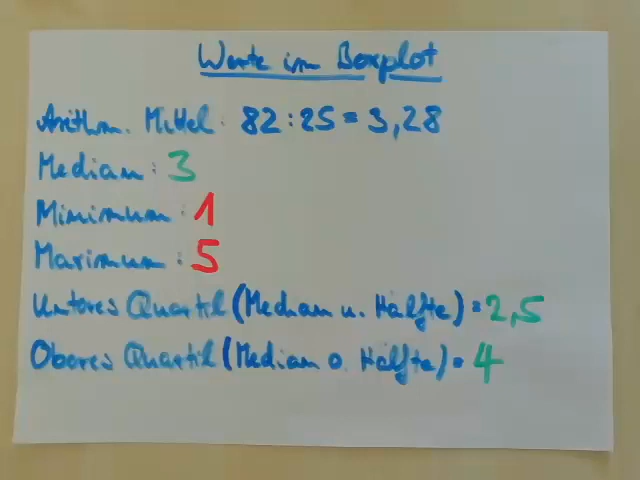 Werte im Boxplot
Arithm. Mittel: 82:25 = 3,28
Median: 3
Minimum: 1
Maximum: 5
Unteres Quartil (Median u. Hälfte) = 2,5
Oberes Quartil (Median o. Hälfte) = 4